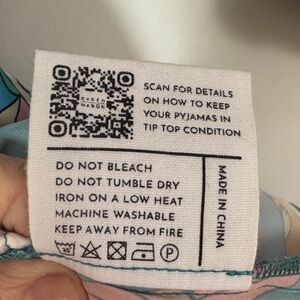 SCAN FOR DETAILS
ON HOW TO KEEP
YOUR PYJAMAS IN
TIP TOP CONDITION
DO NOT BLEACH
DO NOT TUMBLE DRY
IRON ON A LOW HEAT
MACHINE WASHABLE
KEEP AWAY FROM FIRE
MADE IN CHINA
30
P